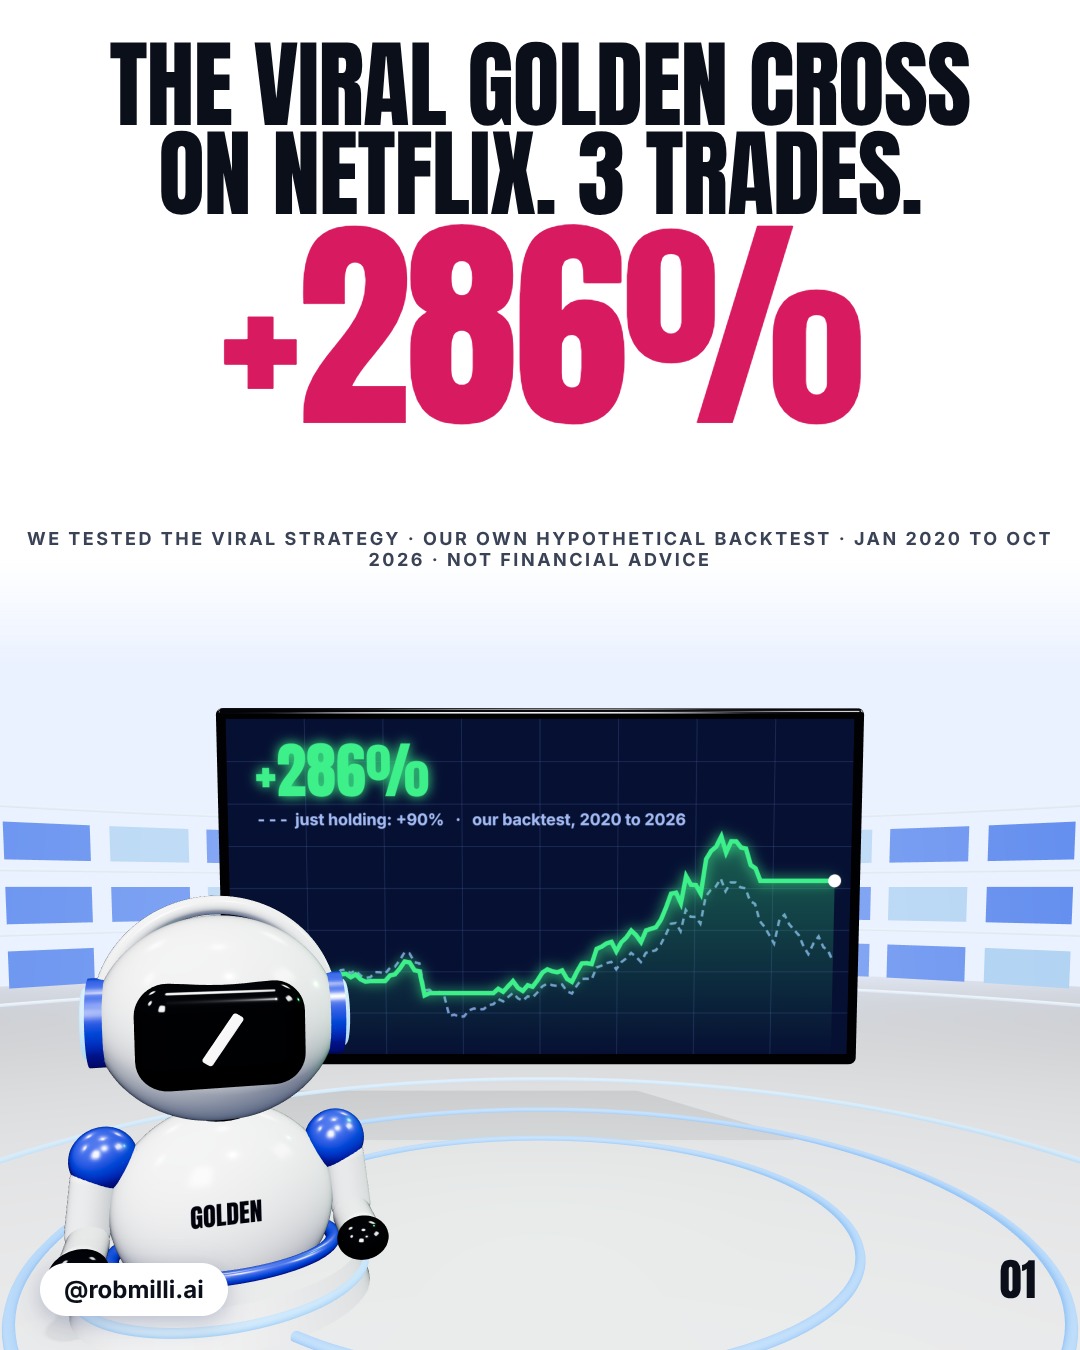 THE VIRAL GOLDEN CROSS
ON NETFLIX. 3 TRADES.
+286%
WE TESTED THE VIRAL STRATEGY · OUR OWN HYPOTHETICAL BACKTEST · JAN 2020 TO OCT
2026 · NOT FINANCIAL ADVICE
+286%
--- just holding: +90% · our backtest, 2020 to 2026
GOLDEN
@robmilli.ai
01